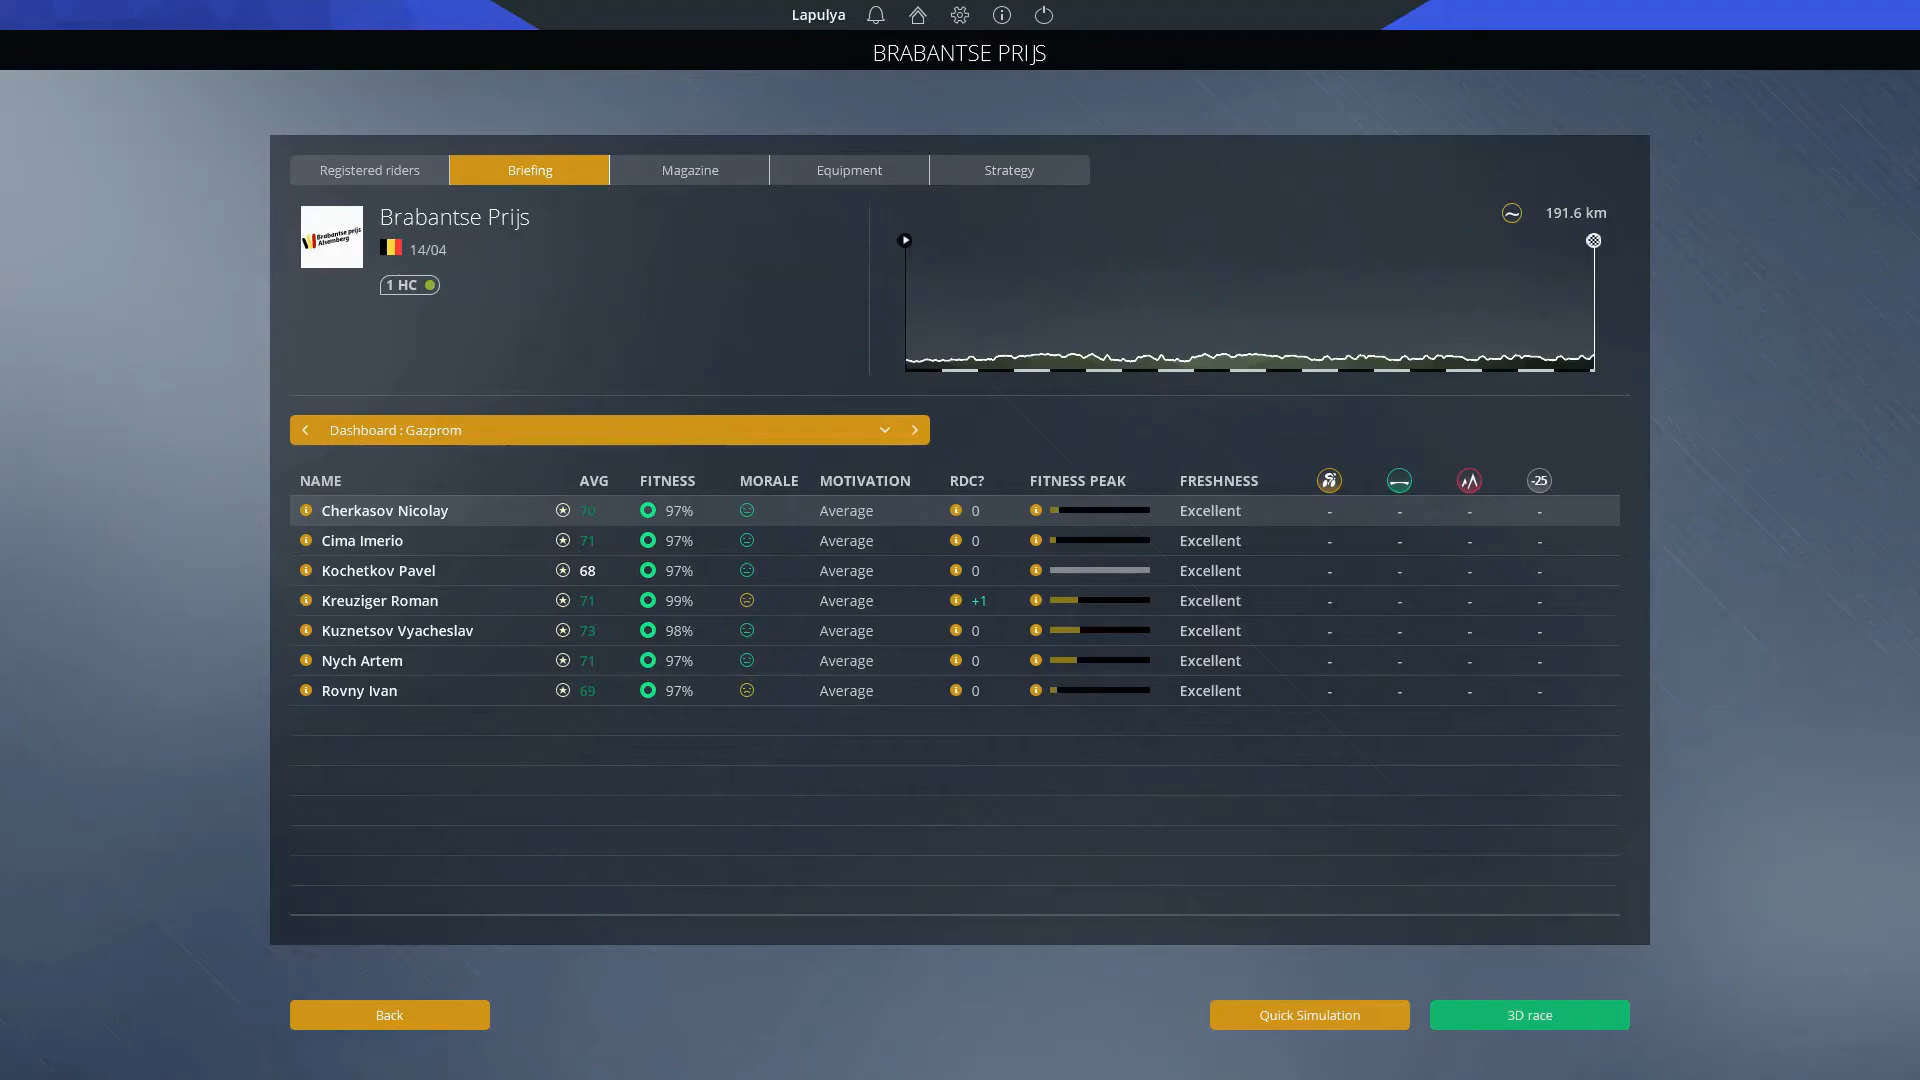 Lapulya
BRABANTSE PRIJS
Registered riders
Briefing
Magazine
Equipment
Strategy
Brabantse prijs
Alsemberg
Brabantse Prijs
14/04
1 HC
191.6 km
Dashboard : Gazprom
NAME AVG FITNESS MORALE MOTIVATION RDC? FITNESS PEAK FRESHNESS -25
Cherkasov Nicolay 70 97% Average 0 Excellent - - - -
Cima Imerio 71 97% Average 0 Excellent - - - -
Kochetkov Pavel 68 97% Average 0 Excellent - - - -
Kreuziger Roman 71 99% Average +1 Excellent - - - -
Kuznetsov Vyacheslav 73 98% Average 0 Excellent - - - -
Nych Artem 71 97% Average 0 Excellent - - - -
Rovny Ivan 69 97% Average 0 Excellent - - - -
Back
Quick Simulation
3D race